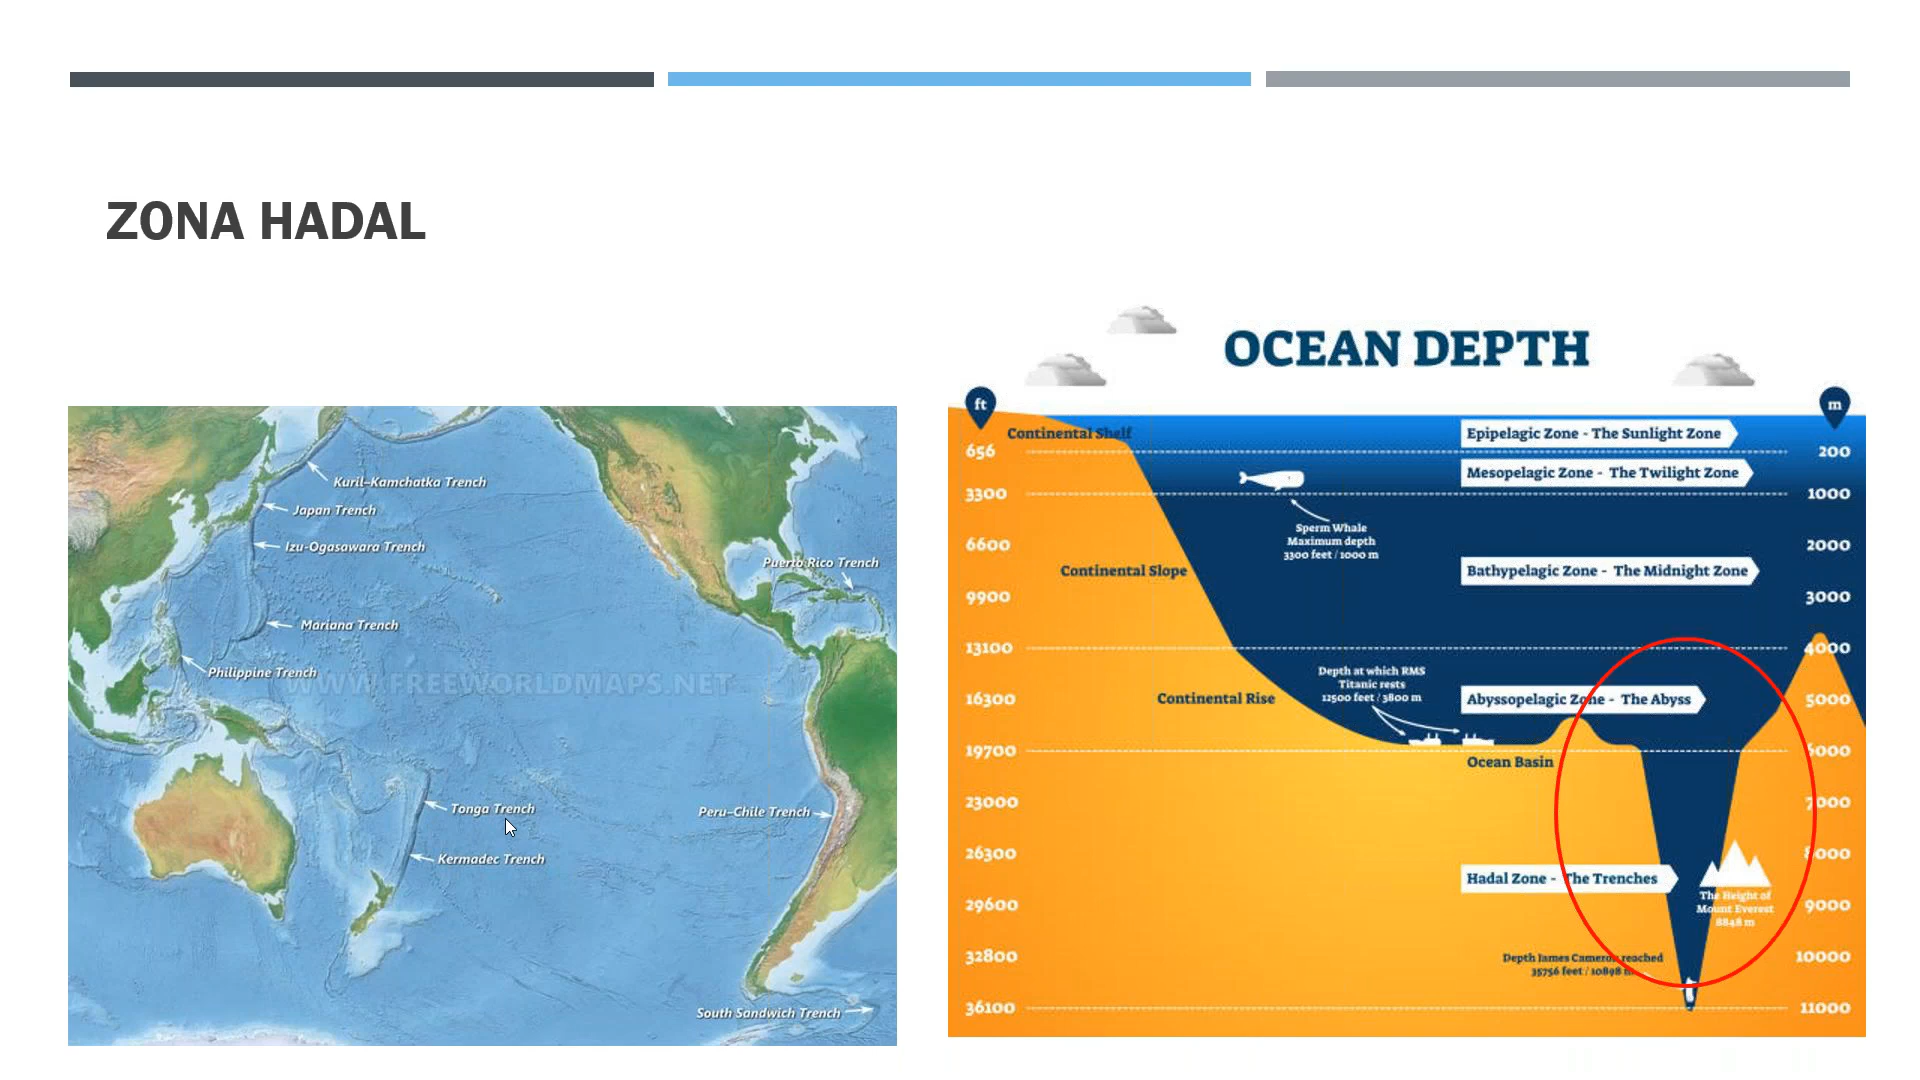 ZONA HADAL
Kuril-Kamchatka Trench
Japan Trench
Izu-Ogasawara Trench
Puerto Rico Trench
Mariana Trench
Philippine Trench
WWW.FREEWORLDMAPS.NET
Tonga Trench
Peru-Chile Trench
Kermadec Trench
South Sandwich Trench
OCEAN DEPTH
ft
m
Continental Shelf
Epipelagic Zone - The Sunlight Zone
656
200
Mesopelagic Zone - The Twilight Zone
3300
1000
Sperm Whale
Maximum depth
3300 feet / 1000 m
6600
2000
Continental Slope
Bathypelagic Zone - The Midnight Zone
9900
3000
13100
4000
Depth at which RMS
Titanic rests
12500 feet / 3800 m
16300
Continental Rise
Abyssopelagic Zone - The Abyss
5000
19700
6000
Ocean Basin
23000
7000
26300
8000
Hadal Zone - The Trenches
The Height of
Mount Everest
8848 m
29600
9000
32800
Depth James Cameron reached
35756 feet / 10898 m
10000
36100
11000